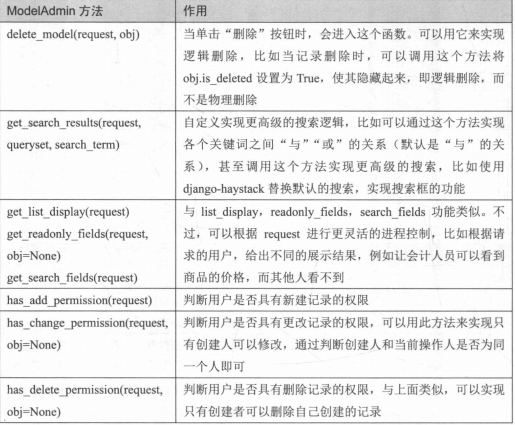 ModelAdmin 方法
作用
delete_model(request, obj)
当单击“删除”按钮时，会进入这个函数。可以用它来实现
逻辑删除，比如当记录删除时，可以调用这个方法将
obj.is_deleted 设置为 True，使其隐藏起来，即逻辑删除，而
不是物理删除
get_search_results(request,
queryset, search_term)
自定义实现更高级的搜索逻辑，比如可以通过这个方法实现
各个关键词之间“与”“或”的关系（默认是“与”的关
系），甚至调用这个方法实现更高级的搜索，比如使用
django-haystack 替换默认的搜索，实现搜索框的功能
get_list_display(request)
get_readonly_fields(request,
obj=None)
get_search_fields(request)
与 list_display，readonly_fields，search_fields 功能类似。不
过，可以根据 request 进行更灵活的进程控制，比如根据请
求的用户，给出不同的展示结果，例如让会计人员可以看到
商品的价格，而其他人看不到
has_add_permission(request)
判断用户是否具有新建记录的权限
has_change_permission(request,
obj=None)
判断用户是否具有更改记录的权限，可以用此方法来实现只
有创建人可以修改，通过判断创建人和当前操作人是否为同
一个人即可
has_delete_permission(request,
obj=None)
判断用户是否具有删除记录的权限，与上面类似，可以实现
只有创建者可以删除自己创建的记录